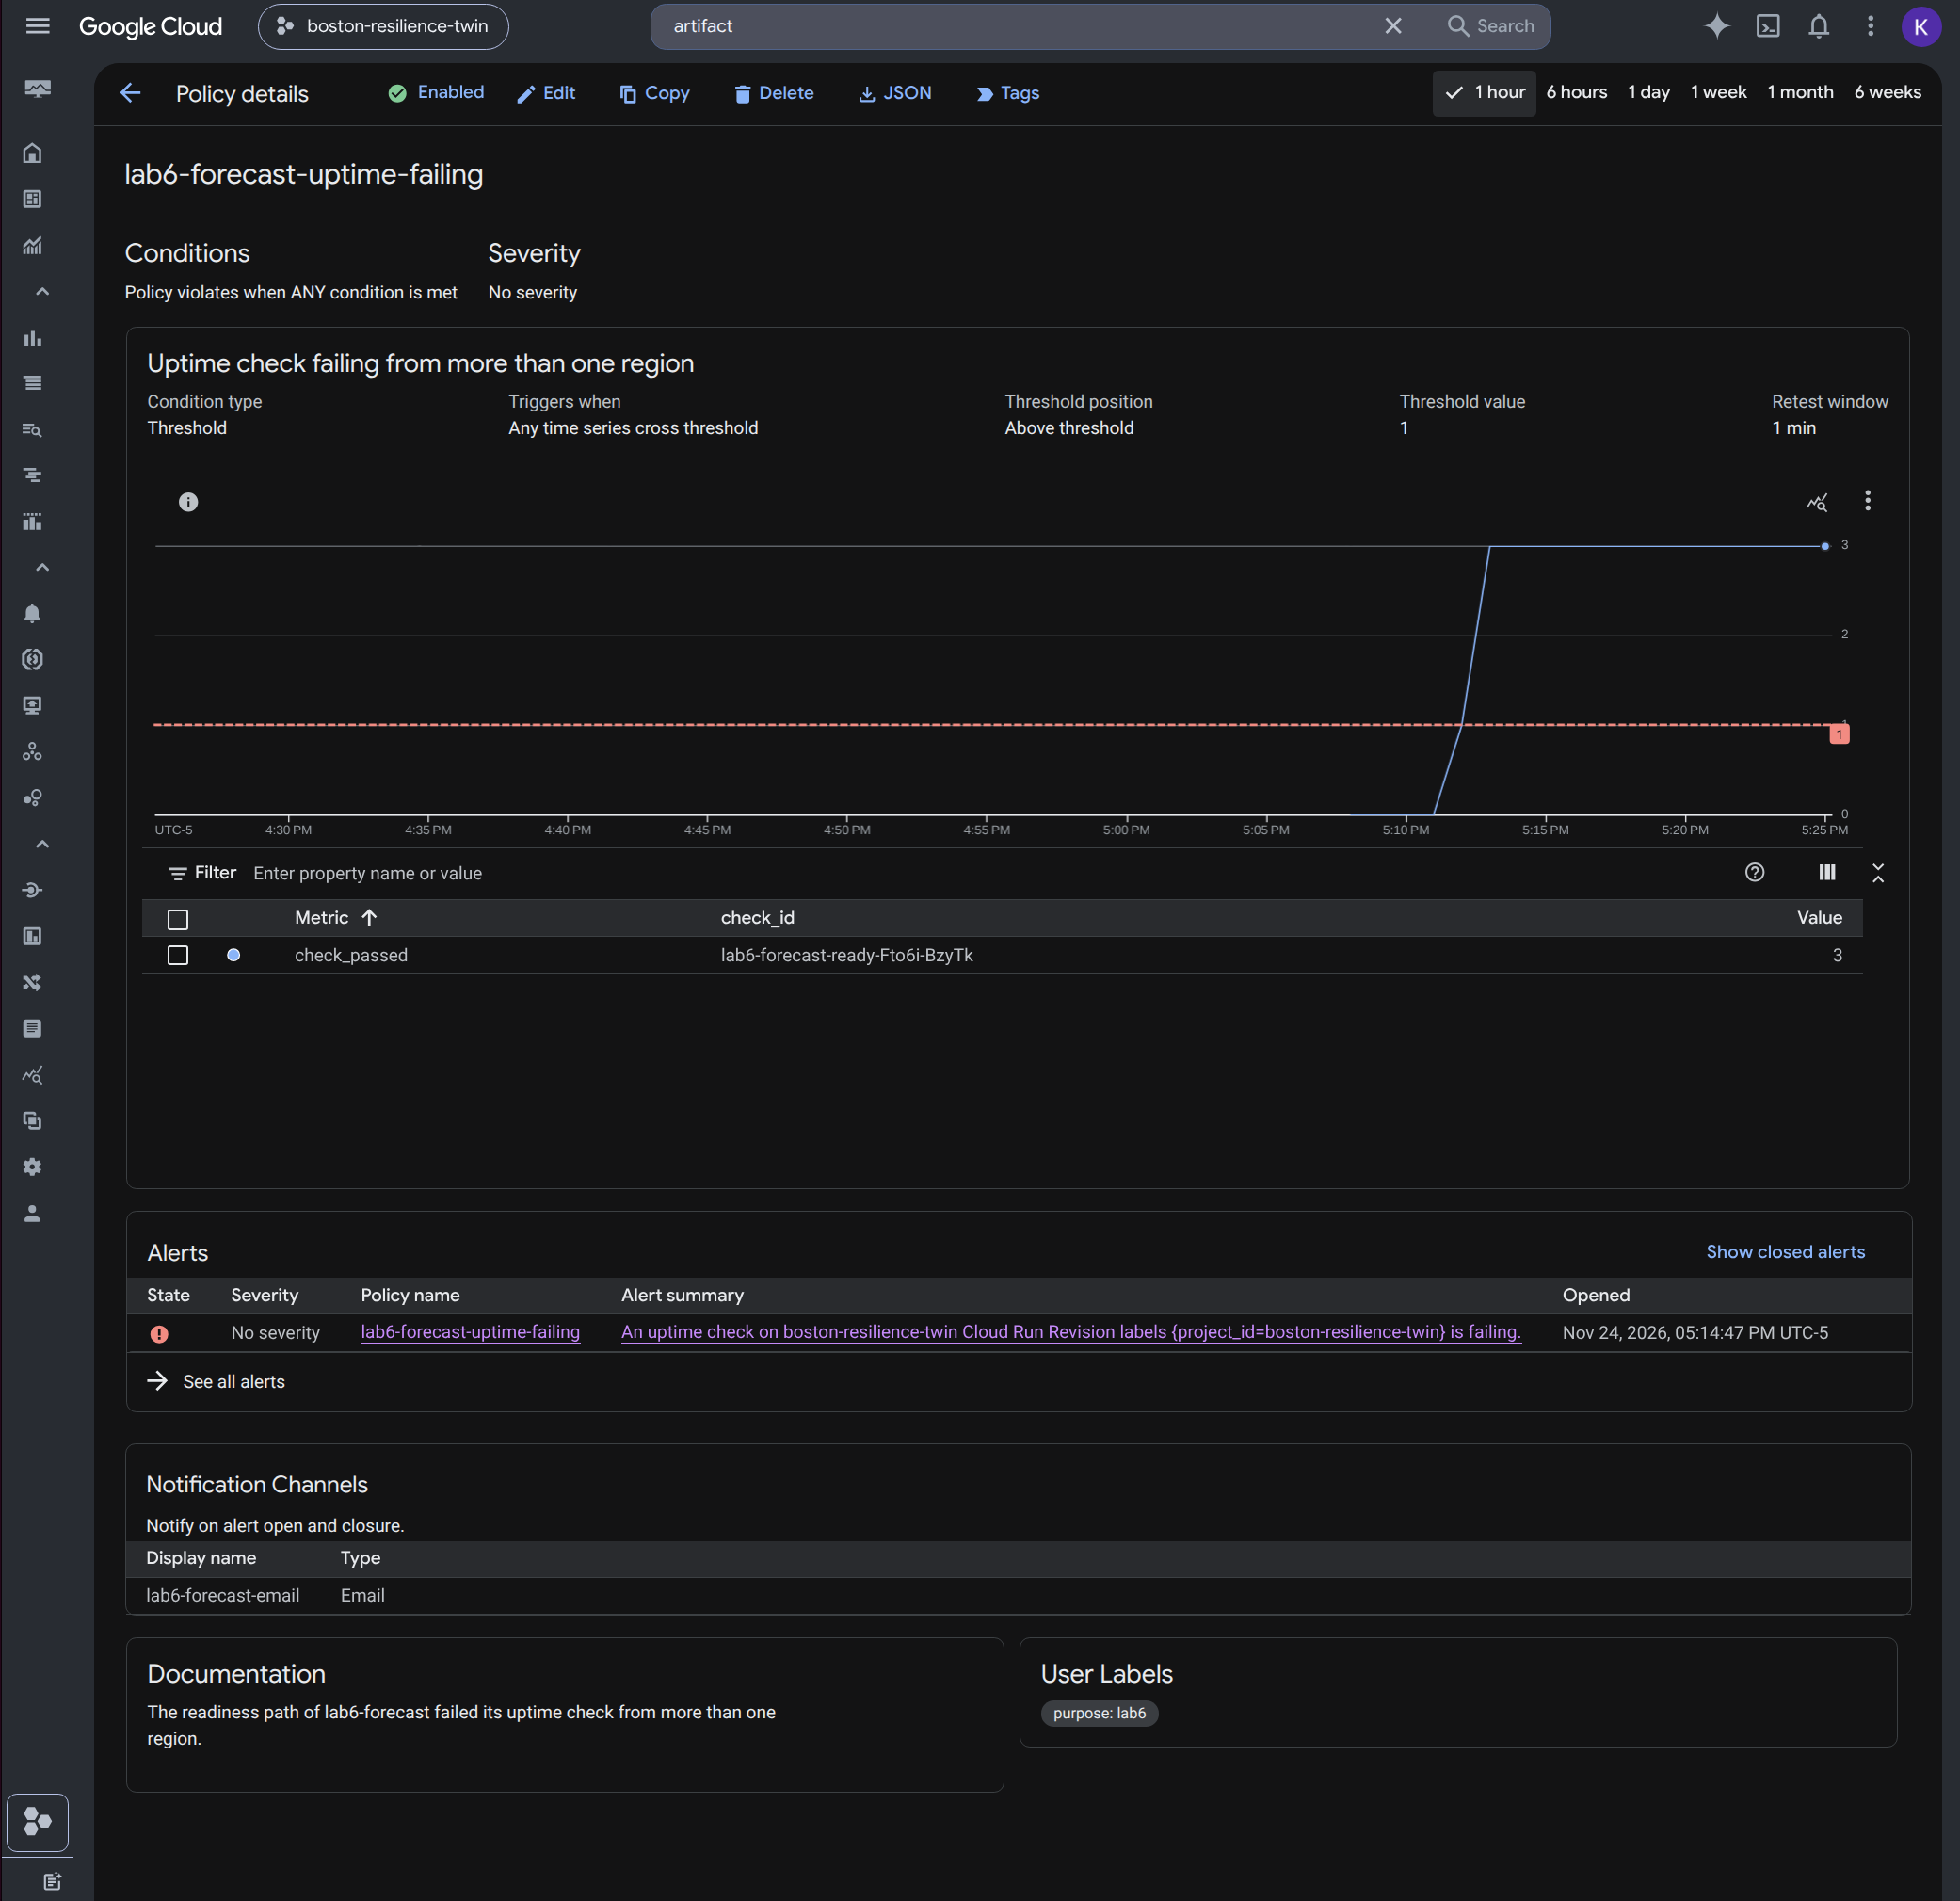 Google Cloud
boston-resilience-twin
artifact
Search
K
Policy details
Enabled
Edit
Copy
Delete
JSON
Tags
1 hour
6 hours
1 day
1 week
1 month
6 weeks
lab6-forecast-uptime-failing
Conditions
Severity
Policy violates when ANY condition is met
No severity
Uptime check failing from more than one region
Condition type
Triggers when
Threshold position
Threshold value
Retest window
Threshold
Any time series cross threshold
Above threshold
1
1 min
3
2
1
1
0
UTC-5
4:30 PM
4:35 PM
4:40 PM
4:45 PM
4:50 PM
4:55 PM
5:00 PM
5:05 PM
5:10 PM
5:15 PM
5:20 PM
5:25 PM
Filter
Enter property name or value
Metric
check_id
Value
check_passed
lab6-forecast-ready-Fto6i-BzyTk
3
Alerts
Show closed alerts
State
Severity
Policy name
Alert summary
Opened
No severity
lab6-forecast-uptime-failing
An uptime check on boston-resilience-twin Cloud Run Revision labels {project_id=boston-resilience-twin} is failing.
Nov 24, 2026, 05:14:47 PM UTC-5
See all alerts
Notification Channels
Notify on alert open and closure.
Display name
Type
lab6-forecast-email
Email
Documentation
The readiness path of lab6-forecast failed its uptime check from more than one
region.
User Labels
purpose: lab6